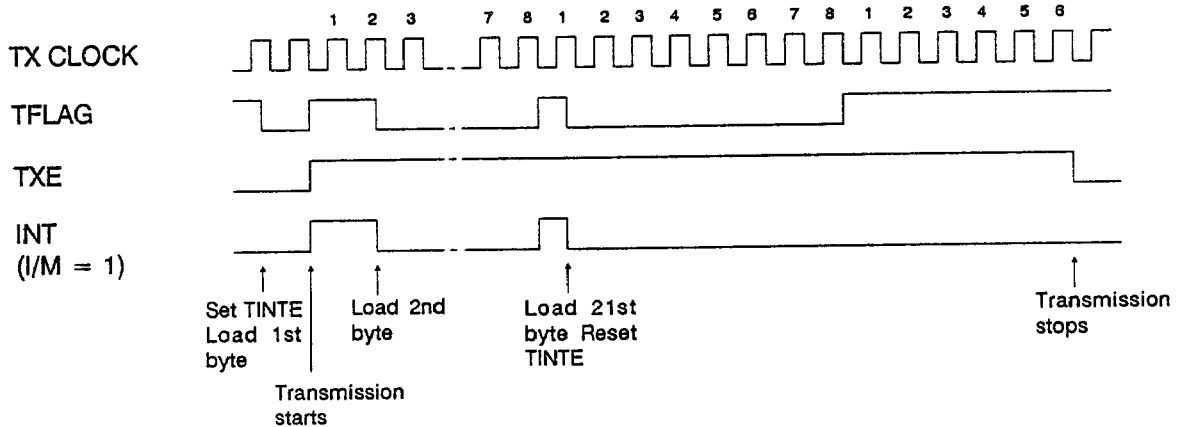 1 2 3 7 8 1 2 3 4 5 6 7 8 1 2 3 4 5 6
TX CLOCK
TFLAG
TXE
INT
(I/M = 1)
Set TINTE
Load 1st
byte
Load 2nd
byte
Load 21st
byte Reset
TINTE
Transmission
stops
Transmission
starts